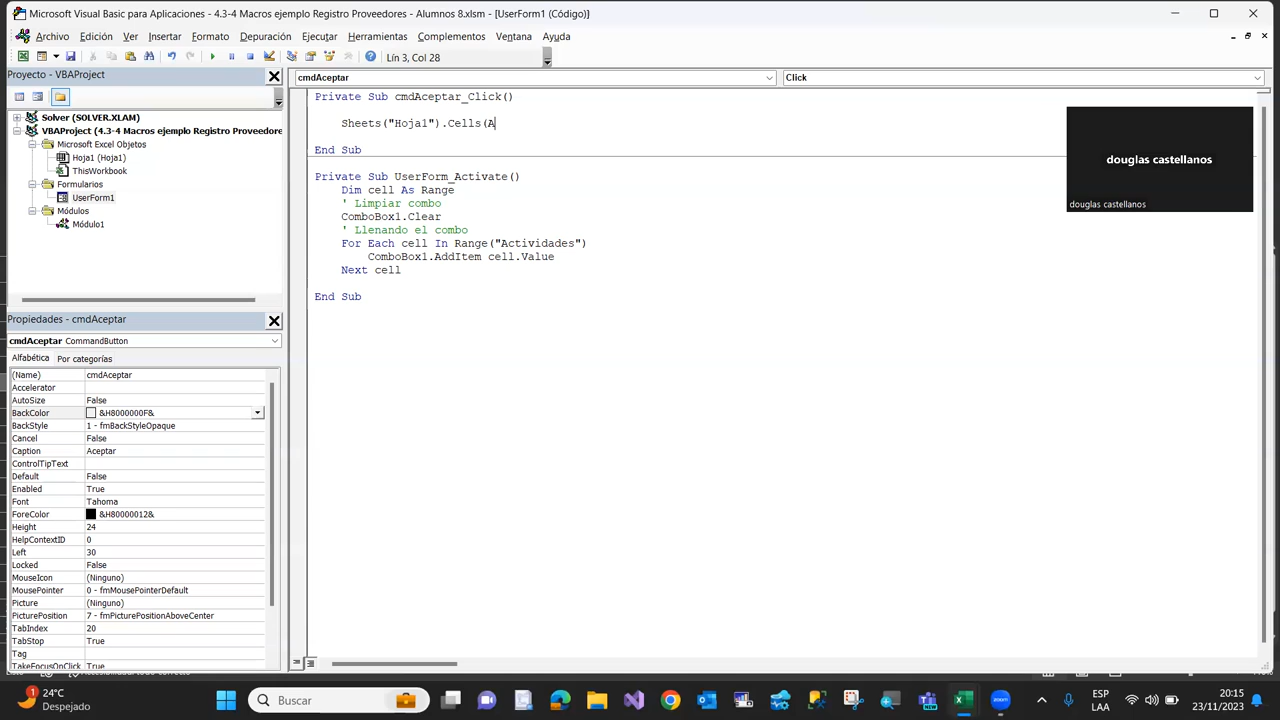 Microsoft Visual Basic para Aplicaciones - 4.3-4 Macros ejemplo Registro Proveedores - Alumnos 8.xlsm - [UserForm1 (Código)]
Archivo Edición Ver Insertar Formato Depuración Ejecutar Herramientas Complementos Ventana Ayuda
Lín 3, Col 28
Proyecto - VBAProject
Solver (SOLVER.XLAM)
VBAProject (4.3-4 Macros ejemplo Registro Proveedores
Microsoft Excel Objetos
Hoja1 (Hoja1)
ThisWorkbook
Formularios
UserForm1
Módulos
Módulo1
Propiedades - cmdAceptar
cmdAceptar CommandButton
Alfabética Por categorías
(Name) cmdAceptar
Accelerator
AutoSize False
BackColor &H8000000F&
BackStyle 1 - fmBackStyleOpaque
Cancel False
Caption Aceptar
ControlTipText
Default False
Enabled True
Font Tahoma
ForeColor &H80000012&
Height 24
HelpContextID 0
Left 30
Locked False
MouseIcon (Ninguno)
MousePointer 0 - fmMousePointerDefault
Picture (Ninguno)
PicturePosition 7 - fmPicturePositionAboveCenter
TabIndex 20
TabStop True
Tag
TakeFocusOnClick True
cmdAceptar Click
Private Sub cmdAceptar_Click()
Sheets("Hoja1").Cells(A
End Sub
Private Sub UserForm_Activate()
Dim cell As Range
' Limpiar combo
ComboBox1.Clear
' Llenando el combo
For Each cell In Range("Actividades")
ComboBox1.AddItem cell.Value
Next cell
End Sub
douglas castellanos
douglas castellanos
24°C
Despejado
Buscar
ESP
LAA
20:15
23/11/2023